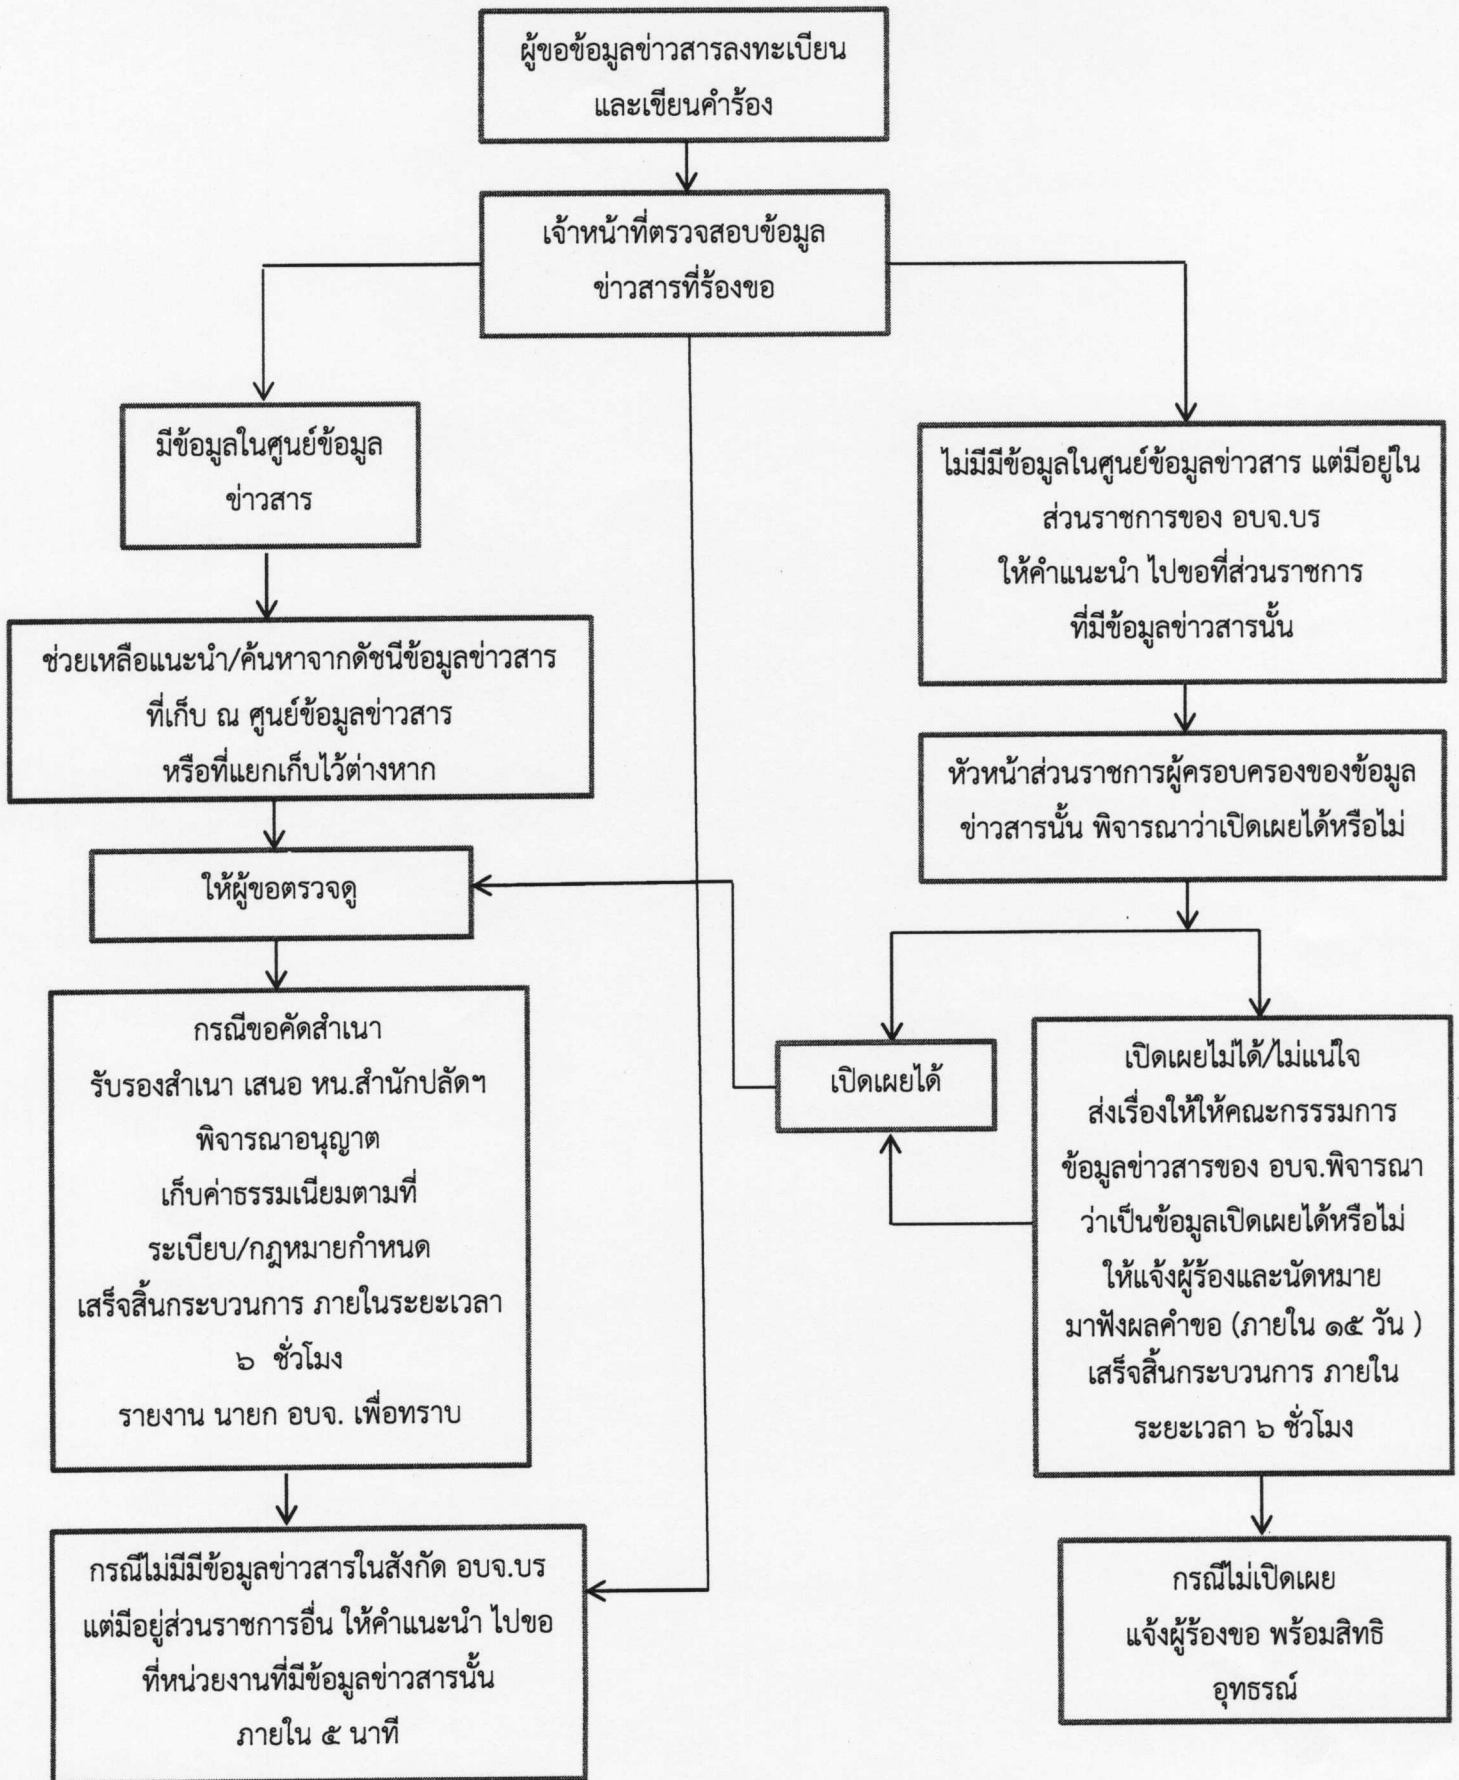 ผู้ขอข้อมูลข่าวสารลงทะเบียน
และเขียนคำร้อง
เจ้าหน้าที่ตรวจสอบข้อมูล
ข่าวสารที่ร้องขอ
มีข้อมูลในศูนย์ข้อมูล
ข่าวสาร
ช่วยเหลือแนะนำ/ค้นหาจากดัชนีข้อมูลข่าวสาร
ที่เก็บ ณ ศูนย์ข้อมูลข่าวสาร
หรือที่แยกเก็บไว้ต่างหาก
ให้ผู้ขอตรวจดู
กรณีขอคัดสำเนา
รับรองสำเนา เสนอ หน.สำนักปลัดฯ
พิจารณาอนุญาต
เก็บค่าธรรมเนียมตามที่
ระเบียบ/กฎหมายกำหนด
เสร็จสิ้นกระบวนการ ภายในระยะเวลา
๖ ชั่วโมง
รายงาน นายก อบจ. เพื่อทราบ
กรณีไม่มีมีข้อมูลข่าวสารในสังกัด อบจ.บร
แต่มีอยู่ส่วนราชการอื่น ให้คำแนะนำ ไปขอ
ที่หน่วยงานที่มีข้อมูลข่าวสารนั้น
ภายใน ๕ นาที
ไม่มีมีข้อมูลในศูนย์ข้อมูลข่าวสาร แต่มีอยู่ใน
ส่วนราชการของ อบจ.บร
ให้คำแนะนำ ไปขอที่ส่วนราชการ
ที่มีข้อมูลข่าวสารนั้น
หัวหน้าส่วนราชการผู้ครอบครองของข้อมูล
ข่าวสารนั้น พิจารณาว่าเปิดเผยได้หรือไม่
เปิดเผยได้
เปิดเผยไม่ได้/ไม่แน่ใจ
ส่งเรื่องให้ให้คณะกรรรมการ
ข้อมูลข่าวสารของ อบจ.พิจารณา
ว่าเป็นข้อมูลเปิดเผยได้หรือไม่
ให้แจ้งผู้ร้องและนัดหมาย
มาฟังผลคำขอ (ภายใน ๑๕ วัน )
เสร็จสิ้นกระบวนการ ภายใน
ระยะเวลา ๖ ชั่วโมง
กรณีไม่เปิดเผย
แจ้งผู้ร้องขอ พร้อมสิทธิ
อุทธรณ์